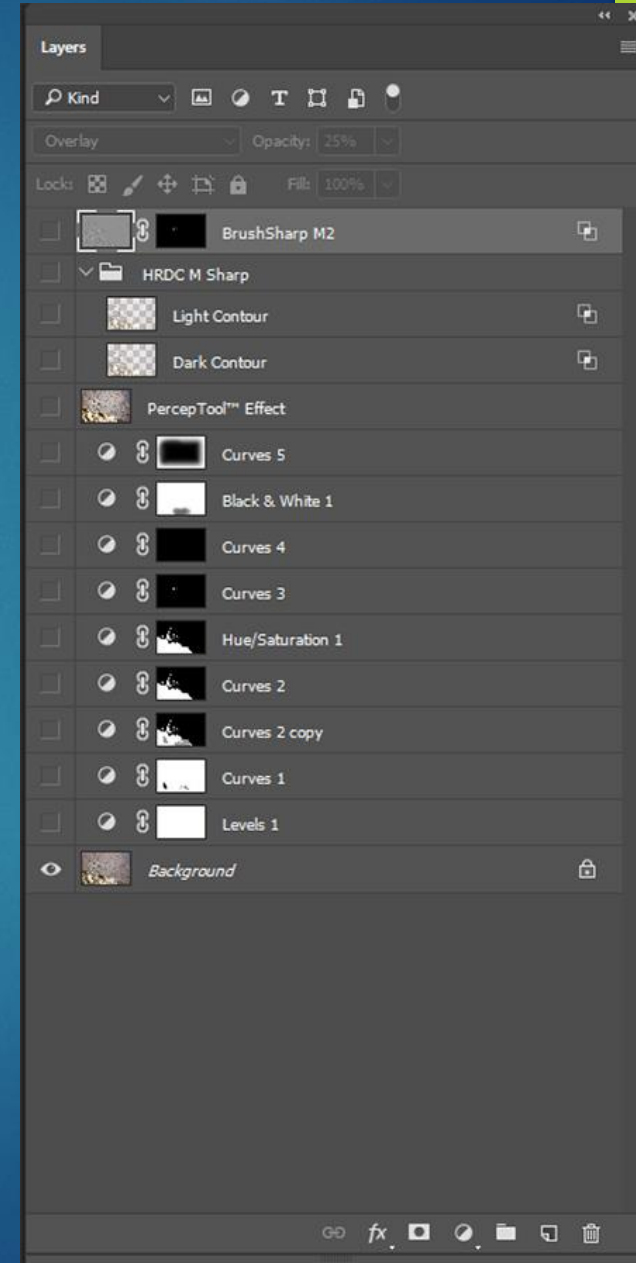 Layers
Kind T
Overlay Opacity: 25%
Lock: Fill: 100%
BrushSharp M2
HRDC M Sharp
Light Contour
Dark Contour
PercepTool™ Effect
Curves 5
Black & White 1
Curves 4
Curves 3
Hue/Saturation 1
Curves 2
Curves 2 copy
Curves 1
Levels 1
Background
fx